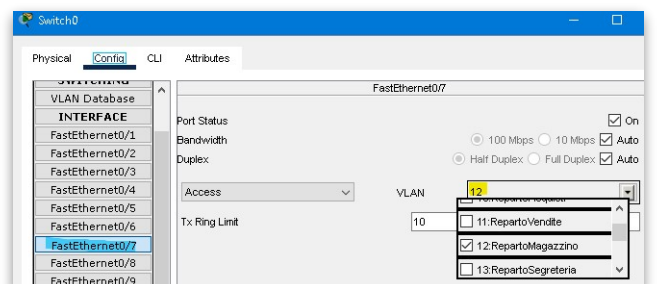 Switch0
Physical Config CLI Attributes
VLAN Database
INTERFACE
FastEthernet0/1
FastEthernet0/2
FastEthernet0/3
FastEthernet0/4
FastEthernet0/5
FastEthernet0/6
FastEthernet0/7
FastEthernet0/8
FastEthernet0/9
FastEthernet0/7
Port Status On
Bandwidth 100 Mbps 10 Mbps Auto
Duplex Half Duplex Full Duplex Auto
Access VLAN 12
Tx Ring Limit 10
11:RepartoVendite
12:RepartoMagazzino
13:RepartoSegreteria